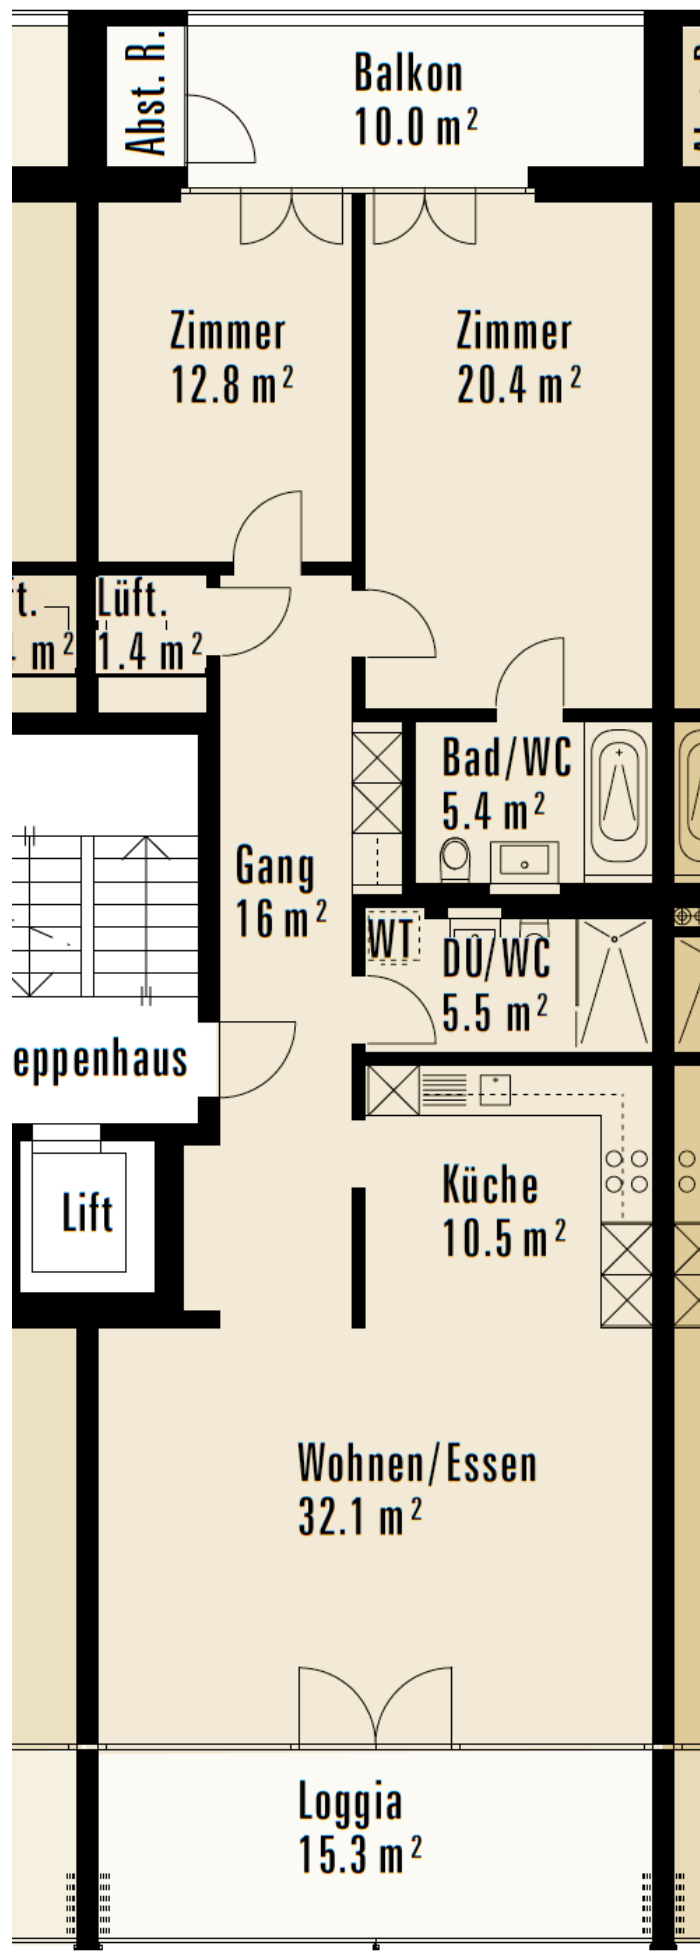 Abst. R.
Balkon
10.0 m²
Zimmer
12.8 m²
Zimmer
20.4 m²
t.
m²
Lüft.
1.4 m²
Bad/WC
5.4 m²
Gang
16 m²
WT
DU/WC
5.5 m²
eppenhaus
Lift
Küche
10.5 m²
Wohnen/Essen
32.1 m²
Loggia
15.3 m²